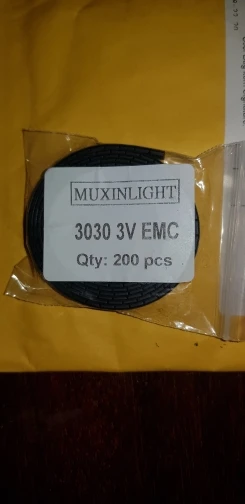 MUXINLIGHT
3030 3V EMC
Qty: 200 pcs